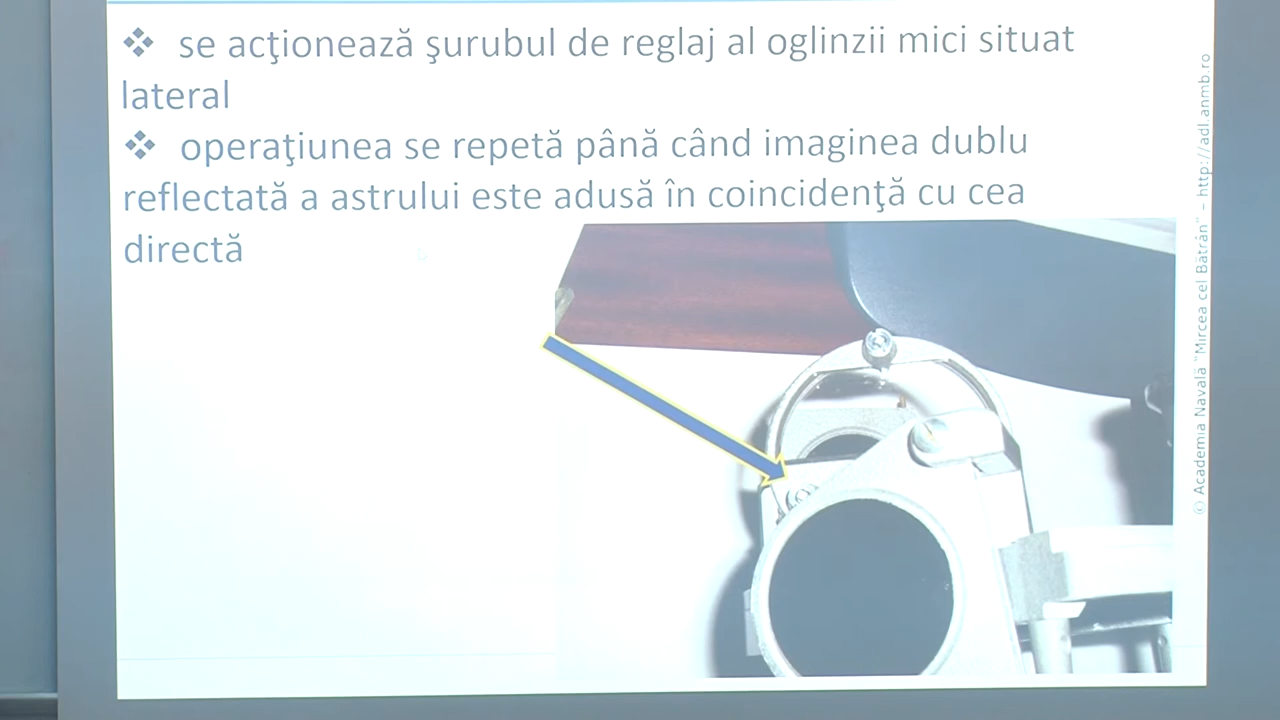 ❖ se acţionează şurubul de reglaj al oglinzii mici situat
lateral
❖ operaţiunea se repetă până când imaginea dublu
reflectată a astrului este adusă în coincidenţă cu cea
directă
© Academia Navală "Mircea cel Bătrân" – http://adl.anmb.ro